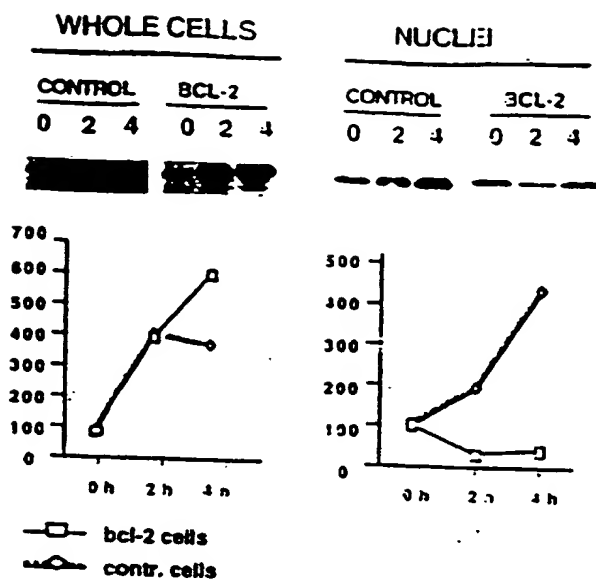 WHOLE CELLS
CONTROL BCL-2
0 2 4 0 2 4
700
600
500
400
300
200
100
0
0 h 2 h 4 h
bcl-2 cells
contr. cells
NUCLEI
CONTROL BCL-2
0 2 4 0 2 4
500
400
300
200
100
0
0 h 2 h 4 h